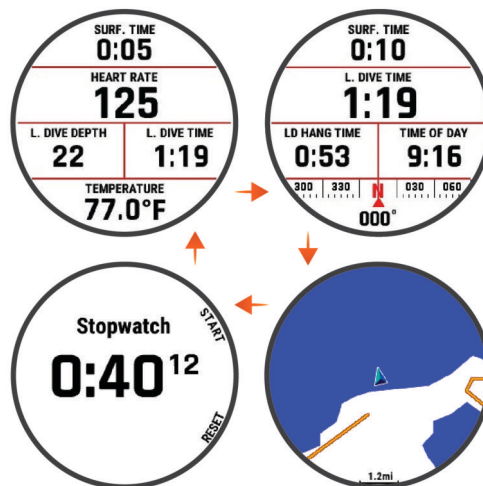 SURF. TIME
0:05
HEART RATE
125
L. DIVE DEPTH L. DIVE TIME
22 1:19
TEMPERATURE
77.0°F
SURF. TIME
0:10
L. DIVE TIME
1:19
LD HANG TIME TIME OF DAY
0:53 9:16
300 330 N 030 060
000°
Stopwatch
0:40 12
START
RESET
1.2mi